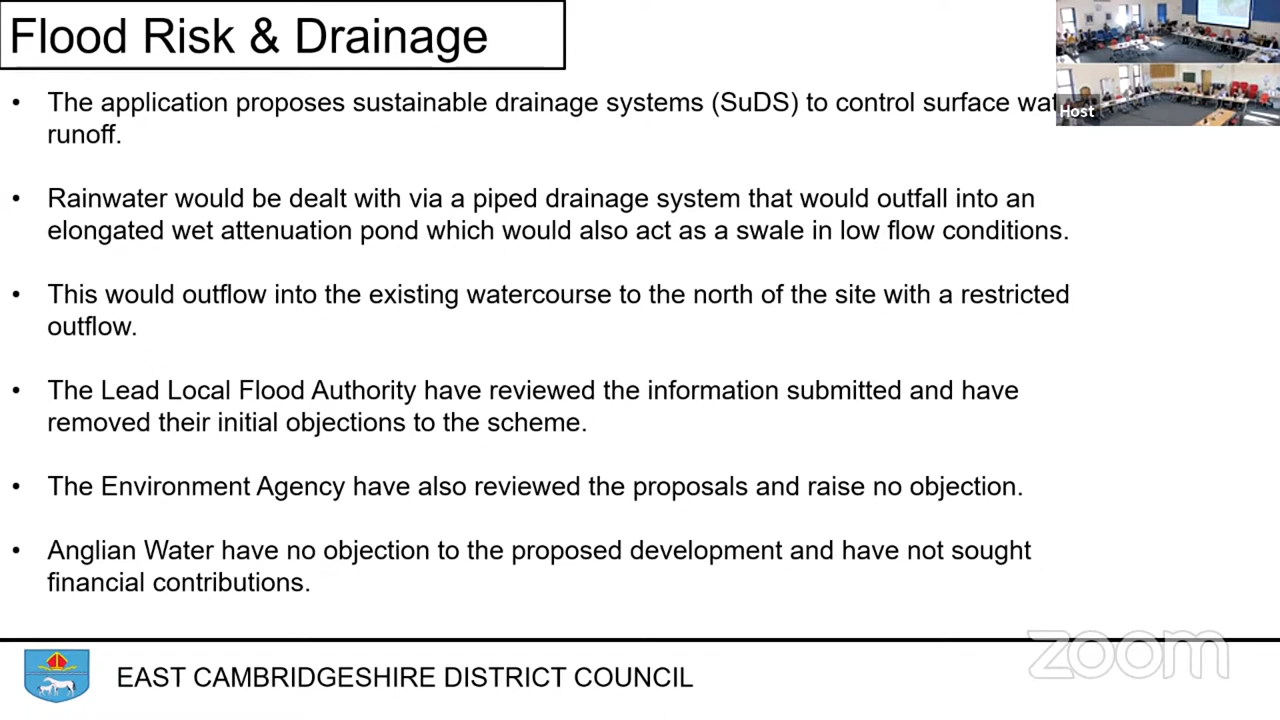 Flood Risk & Drainage
• The application proposes sustainable drainage systems (SuDS) to control surface wat
runoff.
Host
• Rainwater would be dealt with via a piped drainage system that would outfall into an
elongated wet attenuation pond which would also act as a swale in low flow conditions.
• This would outflow into the existing watercourse to the north of the site with a restricted
outflow.
• The Lead Local Flood Authority have reviewed the information submitted and have
removed their initial objections to the scheme.
• The Environment Agency have also reviewed the proposals and raise no objection.
• Anglian Water have no objection to the proposed development and have not sought
financial contributions.
EAST CAMBRIDGESHIRE DISTRICT COUNCIL
zoom